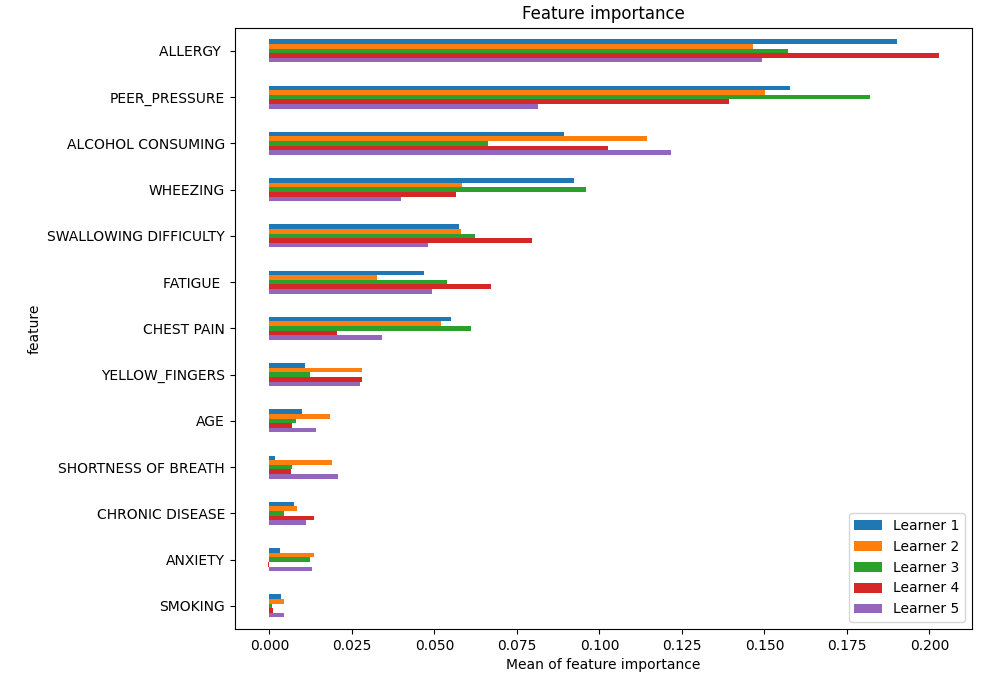 Feature importance
ALLERGY
PEER_PRESSURE
ALCOHOL CONSUMING
WHEEZING
SWALLOWING DIFFICULTY
FATIGUE
CHEST PAIN
YELLOW_FINGERS
AGE
SHORTNESS OF BREATH
CHRONIC DISEASE
ANXIETY
SMOKING
feature
Learner 1
Learner 2
Learner 3
Learner 4
Learner 5
0.000 0.025 0.050 0.075 0.100 0.125 0.150 0.175 0.200
Mean of feature importance